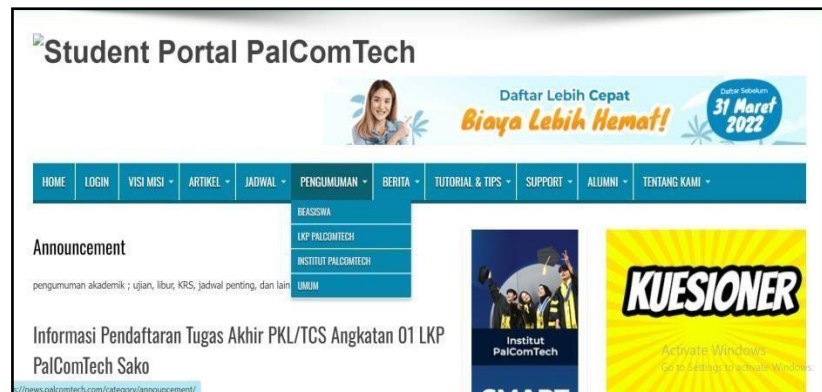 Student Portal PalComTech
Daftar Lebih Cepat
Biaya Lebih Hemat!
Daftar Sebelum
31 Maret
2022
HOME LOGIN VISI MISI ARTIKEL JADWAL PENGUMUMAN BERITA TUTORIAL & TIPS SUPPORT ALUMNI TENTANG KAMI
BEASISWA
LKP PALCOMTECH
INSTITUT PALCOMTECH
UMUM
Announcement
pengumuman akademik ; ujian, libur, KRS, jadwal penting, dan lain
Informasi Pendaftaran Tugas Akhir PKL/TCS Angkatan 01 LKP
PalComTech Sako
Institut
PalComTech
SMART
KUESIONER
Activate Windows
Go to Settings to activate Windows.
s://news.palcomtech.com/category/announcement/